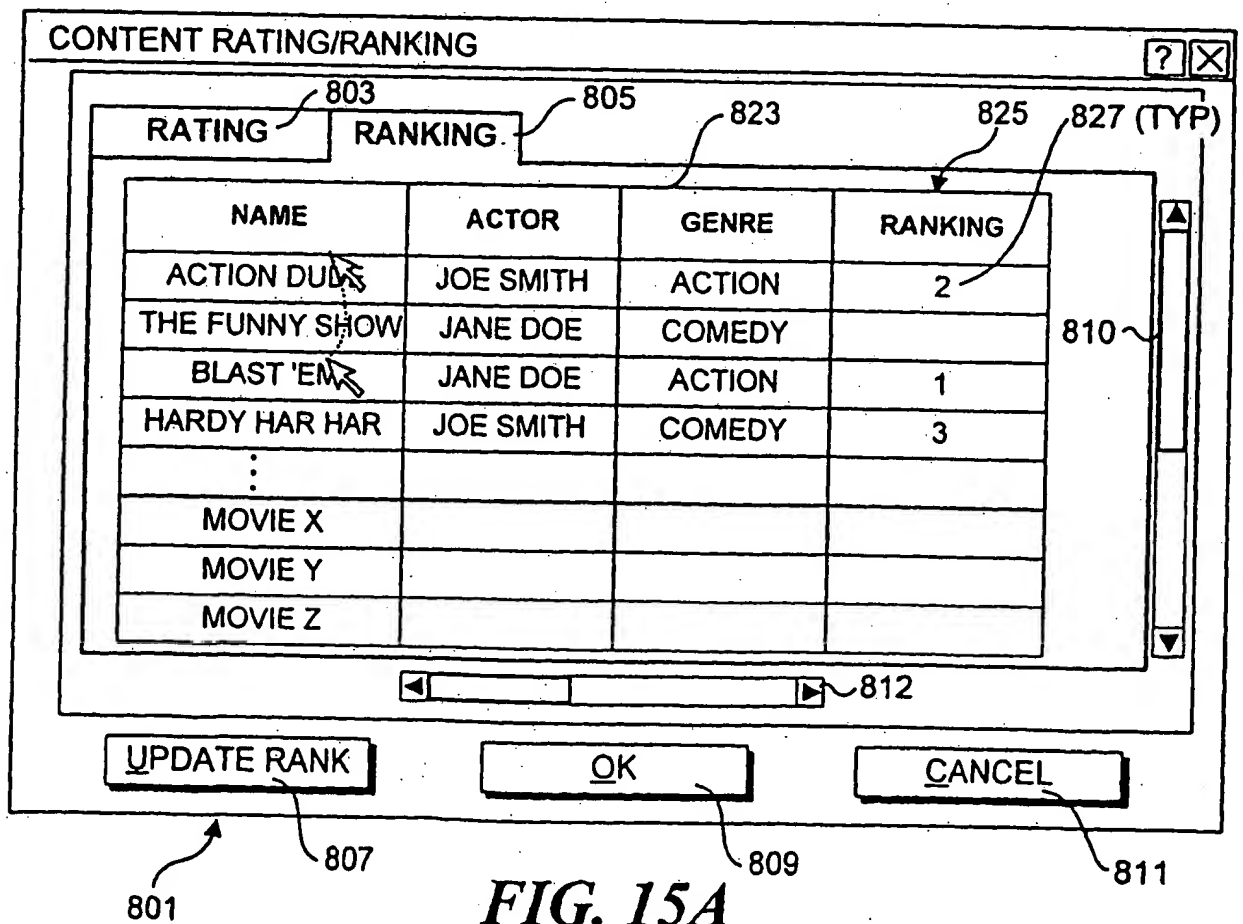 CONTENT RATING/RANKING ? X
803 805 823 825 827 (TYP)
RATING RANKING
NAME ACTOR GENRE RANKING
ACTION DUDE JOE SMITH ACTION 2
THE FUNNY SHOW JANE DOE COMEDY
810
BLAST 'EM JANE DOE ACTION 1
HARDY HAR HAR JOE SMITH COMEDY 3
⋮
MOVIE X
MOVIE Y
MOVIE Z
812
UPDATE RANK OK CANCEL
801 807 809 811
FIG. 15A